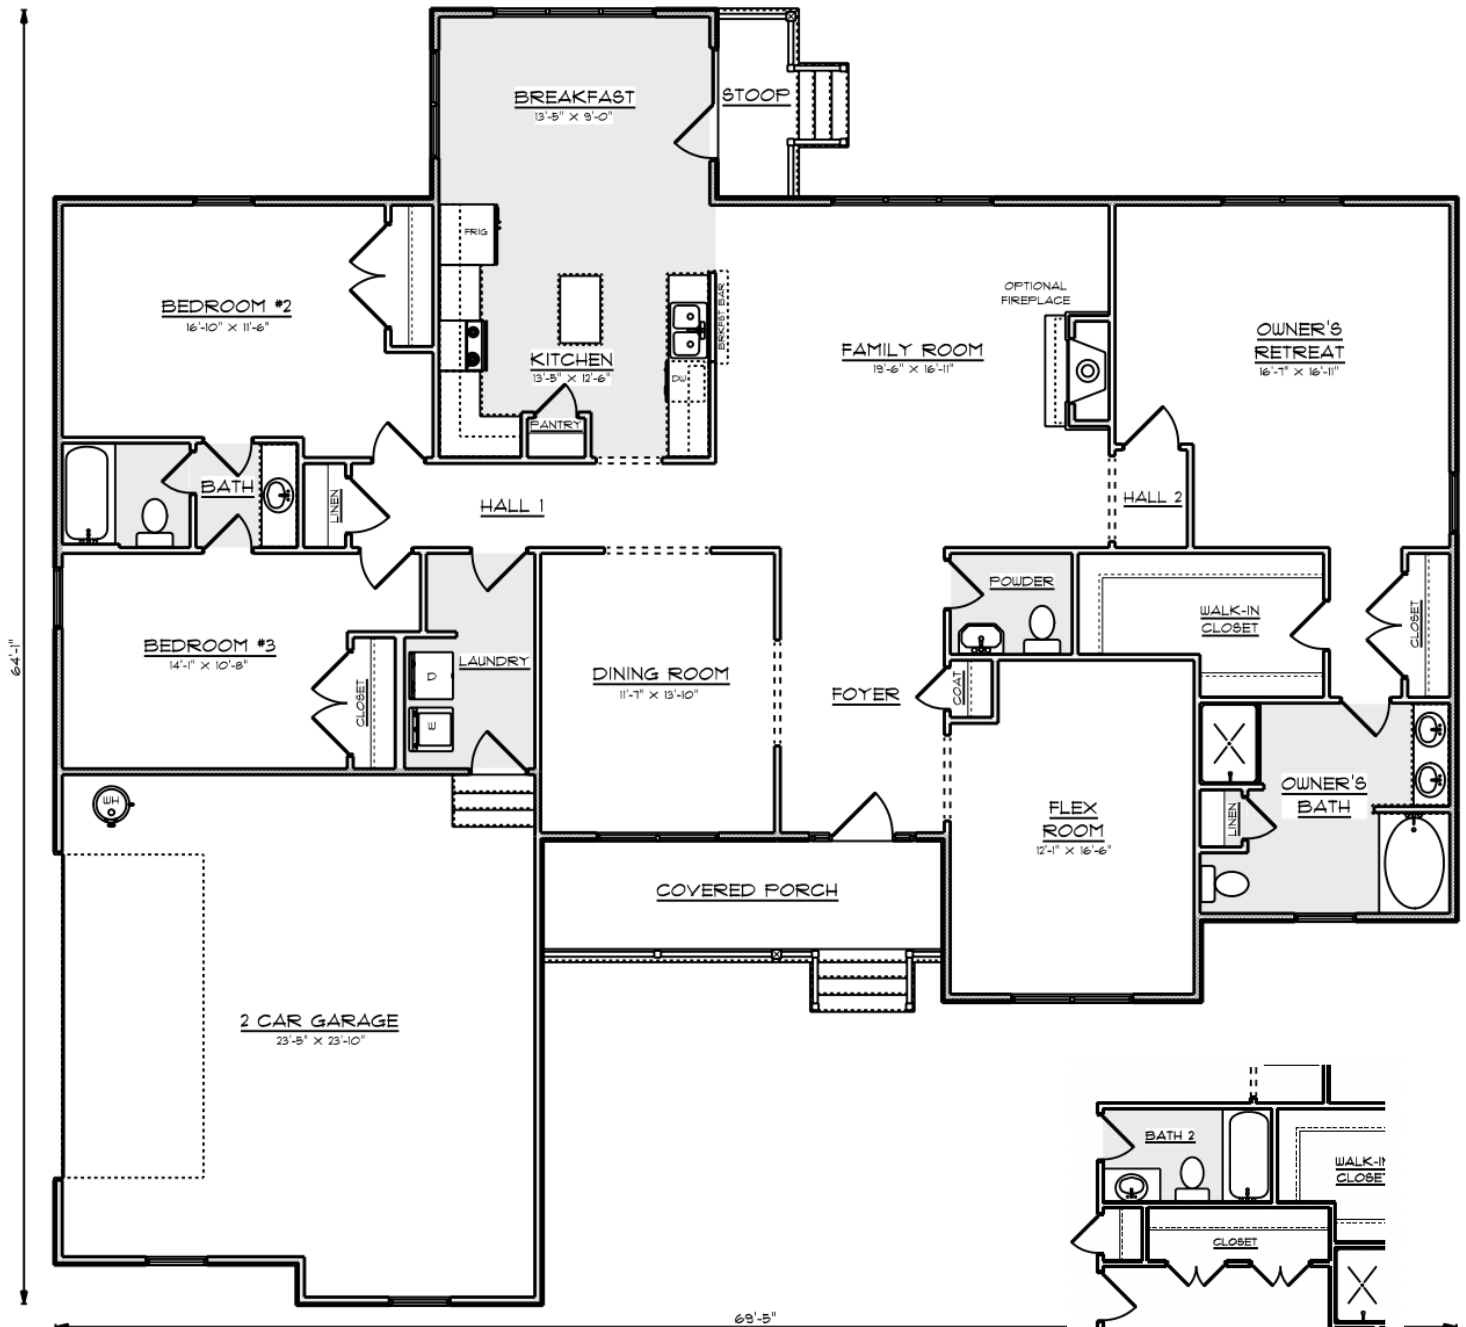 BREAKFAST
13'-5" X 9'-0"
STOOP
FRIG
BEDROOM #2
16'-10" X 11'-6"
KITCHEN
13'-5" X 12'-6"
BRKFST BAR
DW
PANTRY
OPTIONAL
FIREPLACE
FAMILY ROOM
19'-6" X 16'-11"
OWNER'S
RETREAT
16'-7" X 16'-11"
BATH
LINEN
HALL 1
HALL 2
POWDER
WALK-IN
CLOSET
CLOSET
64'-1"
BEDROOM #3
14'-1" X 10'-8"
CLOSET
LAUNDRY
D
W
DINING ROOM
11'-7" X 13'-10"
FOYER
COAT
OWNER'S
BATH
LINEN
WH
FLEX
ROOM
12'-1" X 16'-6"
COVERED PORCH
2 CAR GARAGE
23'-5" X 23'-10"
BATH 2
WALK-IN
CLOSET
CLOSET
69'-5"